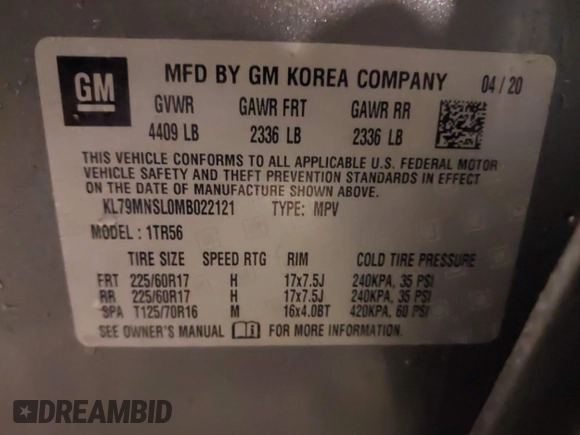 GM
MFD BY GM KOREA COMPANY 04 / 20
GVWR GAWR FRT GAWR RR
4409 LB 2336 LB 2336 LB
THIS VEHICLE CONFORMS TO ALL APPLICABLE U.S. FEDERAL MOTOR
VEHICLE SAFETY AND THEFT PREVENTION STANDARDS IN EFFECT
ON THE DATE OF MANUFACTURE SHOWN ABOVE.
KL79MNSL0MB022121 TYPE: MPV
MODEL : 1TR56
TIRE SIZE SPEED RTG RIM COLD TIRE PRESSURE
FRT 225/60R17 H 17x7.5J 240KPA, 35 PSI
RR 225/60R17 H 17x7.5J 240KPA, 35 PSI
SPA T125/70R16 M 16x4.0BT 420KPA, 60 PSI
SEE OWNER'S MANUAL FOR MORE INFORMATION.
DREAMBID